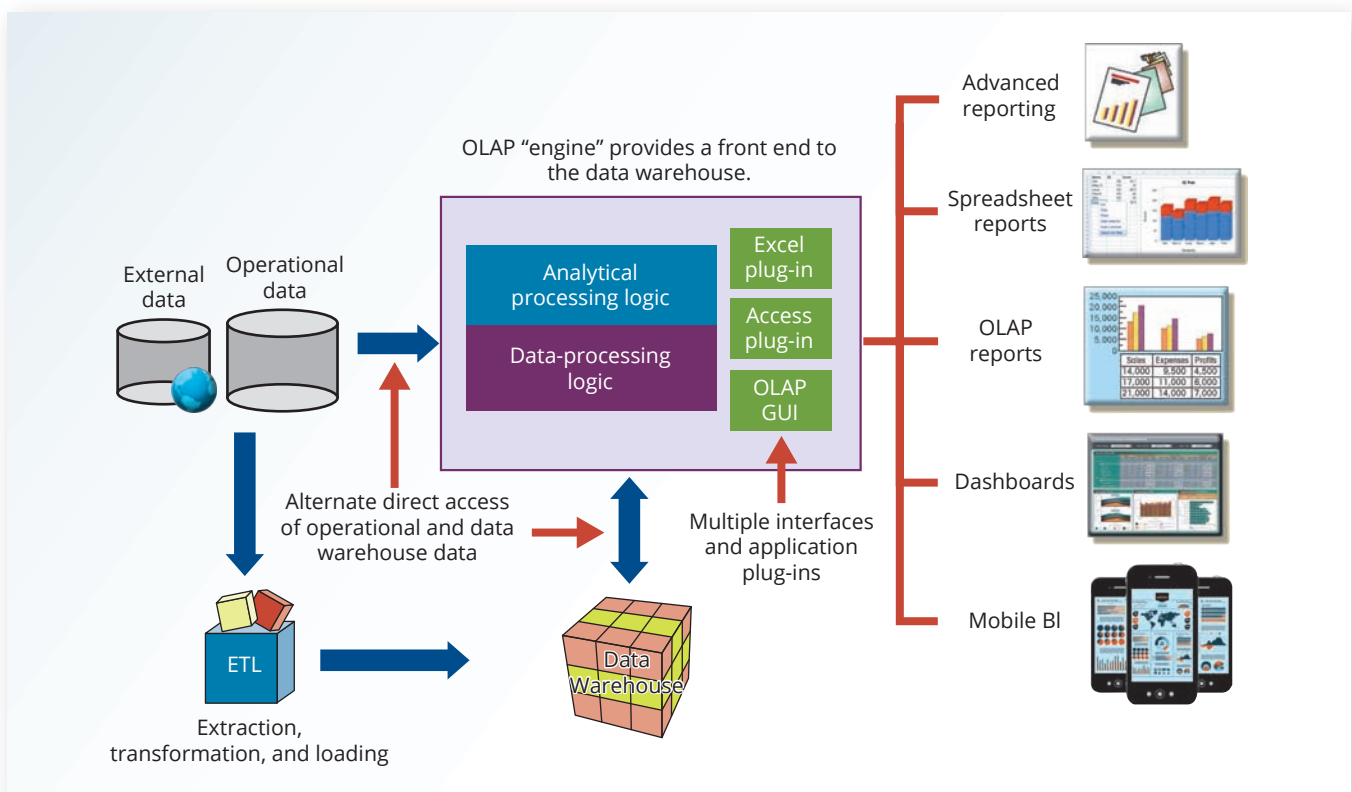 OLAP “engine” provides a front end to
the data warehouse.
External
data
Operational
data
Analytical
processing logic
Data-processing
logic
Excel
plug-in
Access
plug-in
OLAP
GUI
Alternate direct access
of operational and data
warehouse data
Multiple interfaces
and application
plug-ins
ETL
Extraction,
transformation, and loading
Data
Warehouse
Advanced
reporting
Spreadsheet
reports
OLAP
reports
25,000
20,000
15,000
10,000
5,000
0
Sales Expenses Profits
14,000 9,500 4,500
17,000 11,000 6,000
21,000 14,000 7,000
Dashboards
Mobile BI